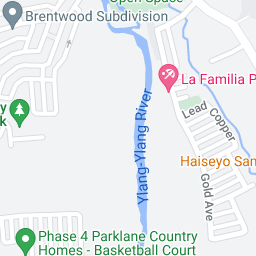 Open Space
Brentwood Subdivision
La Familia P
Ylang-Ylang River
Lead
Copper
y
k
Haiseyo Sam
Gold Ave
Phase 4 Parklane Country
Homes - Basketball Court